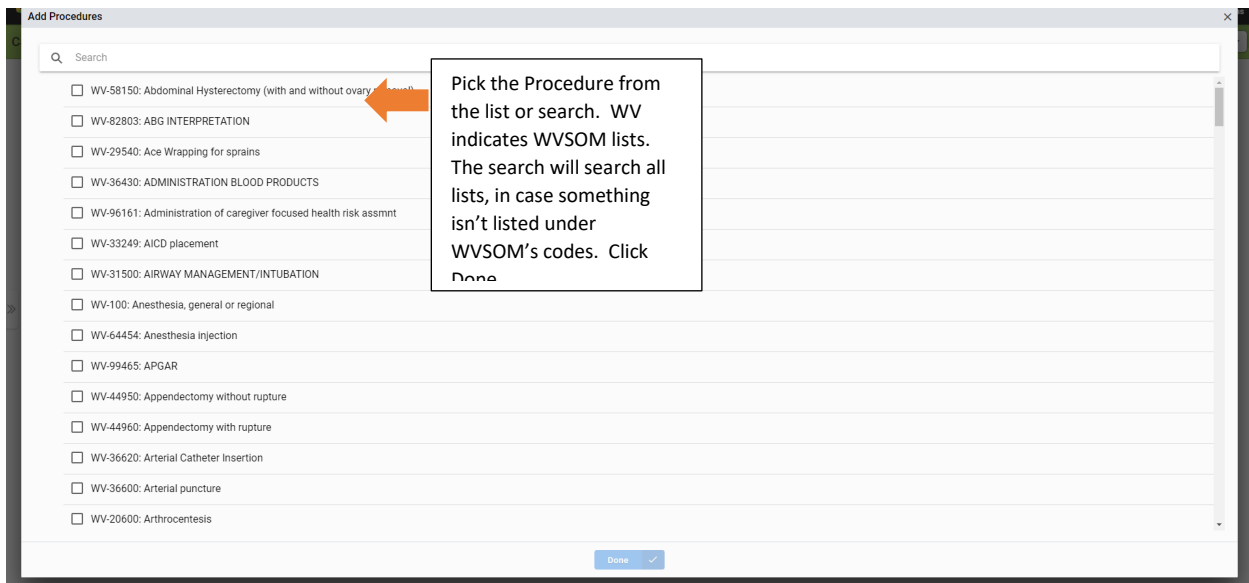 Add Procedures
Search
WV-58150: Abdominal Hysterectomy (with and without ovary
WV-82803: ABG INTERPRETATION
WV-29540: Ace Wrapping for sprains
WV-36430: ADMINISTRATION BLOOD PRODUCTS
WV-96161: Administration of caregiver focused health risk assmnt
WV-33249: AICD placement
WV-31500: AIRWAY MANAGEMENT/INTUBATION
WV-100: Anesthesia, general or regional
WV-64454: Anesthesia injection
WV-99465: APGAR
WV-44950: Appendectomy without rupture
WV-44960: Appendectomy with rupture
WV-36620: Arterial Catheter Insertion
WV-36600: Arterial puncture
WV-20600: Arthrocentesis
Pick the Procedure from
the list or search. WV
indicates WVSOM lists.
The search will search all
lists, in case something
isn’t listed under
WVSOM’s codes. Click
Done
Done